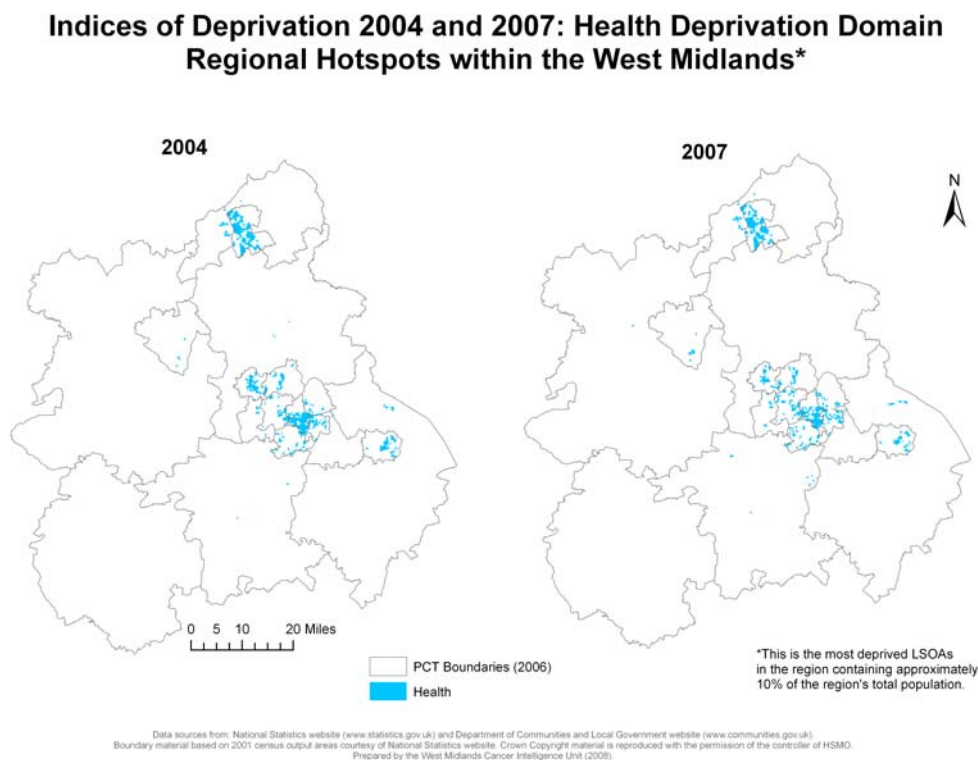 Indices of Deprivation 2004 and 2007: Health Deprivation Domain
Regional Hotspots within the West Midlands*
2004
2007
N
0 5 10 20 Miles
PCT Boundaries (2006)
Health
*This is the most deprived LSOAs
in the region containing approximately
10% of the region's total population.
Data sources from: National Statistics website (www.statistics.gov.uk) and Department of Communities and Local Government website (www.communities.gov.uk).
Boundary material based on 2001 census output areas courtesy of National Statistics website. Crown Copyright material is reproduced with the permission of the controller of HSMO.
Prepared by the West Midlands Cancer Intelligence Unit (2008).